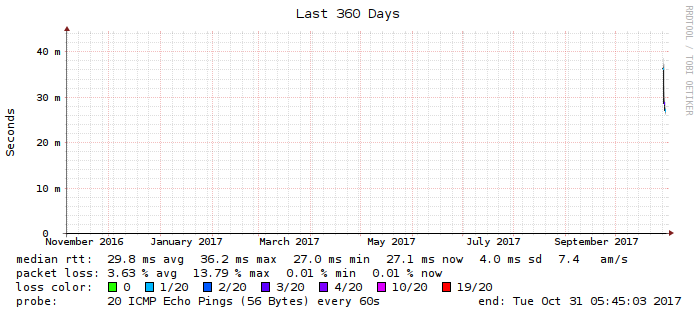 Last 360 Days
RRDTOOL / TOBI OETIKER
Seconds
40 m
30 m
20 m
10 m
0
November 2016 January 2017 March 2017 May 2017 July 2017 September 2017
median rtt: 29.8 ms avg 36.2 ms max 27.0 ms min 27.1 ms now 4.0 ms sd 7.4 am/s
packet loss: 3.63 % avg 13.79 % max 0.01 % min 0.01 % now
loss color: 0 1/20 2/20 3/20 4/20 10/20 19/20
probe: 20 ICMP Echo Pings (56 Bytes) every 60s end: Tue Oct 31 05:45:03 2017